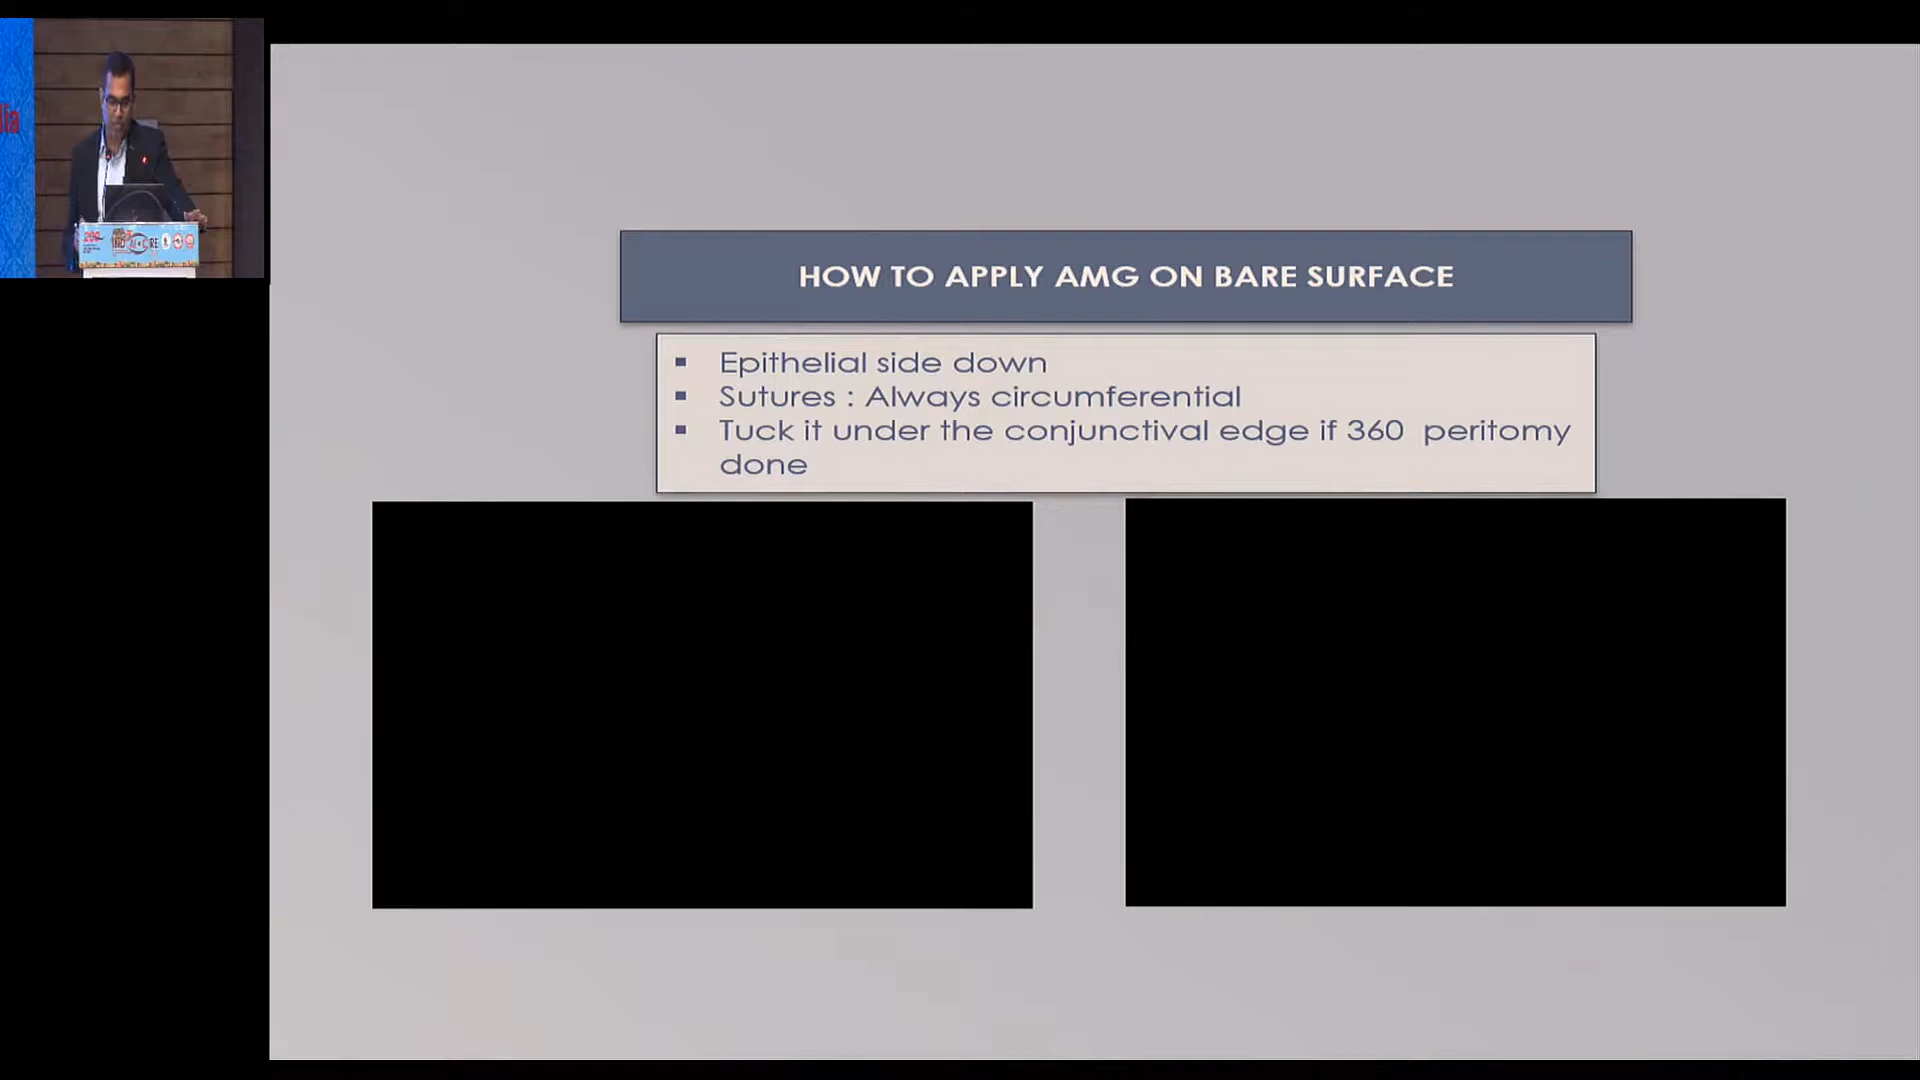 HOW TO APPLY AMG ON BARE SURFACE
▪ Epithelial side down
▪ Sutures : Always circumferential
▪ Tuck it under the conjunctival edge if 360 peritomy
done